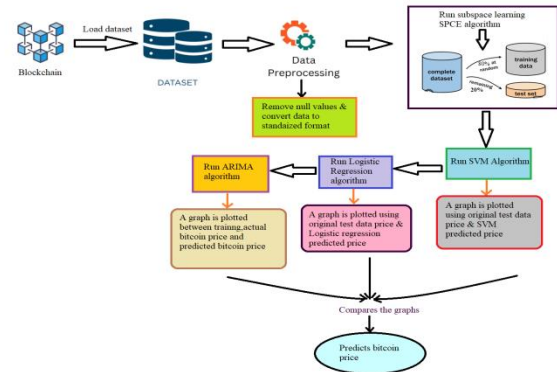 Load dataset
Blockchain
DATASET
Data
Preprocessing
Run subspace learning
SPCE algorithm
complete
dataset
at
random
training
data
remaining
20%
test set
Remove null values &
convert data to
standaized format
Run ARIMA
algorithm
Run Logistic
Regression
algorithm
Run SVM Algorithm
A graph is plotted
between trainng,actual
bitcoin price and
predicted bitcoin price
A graph is plotted using
original test data
price &
Logistic regression
predicted price
A graph is plotted
using original test data
price & SVM
predicted price
Compares the graphs
Predicts bitcoin
price